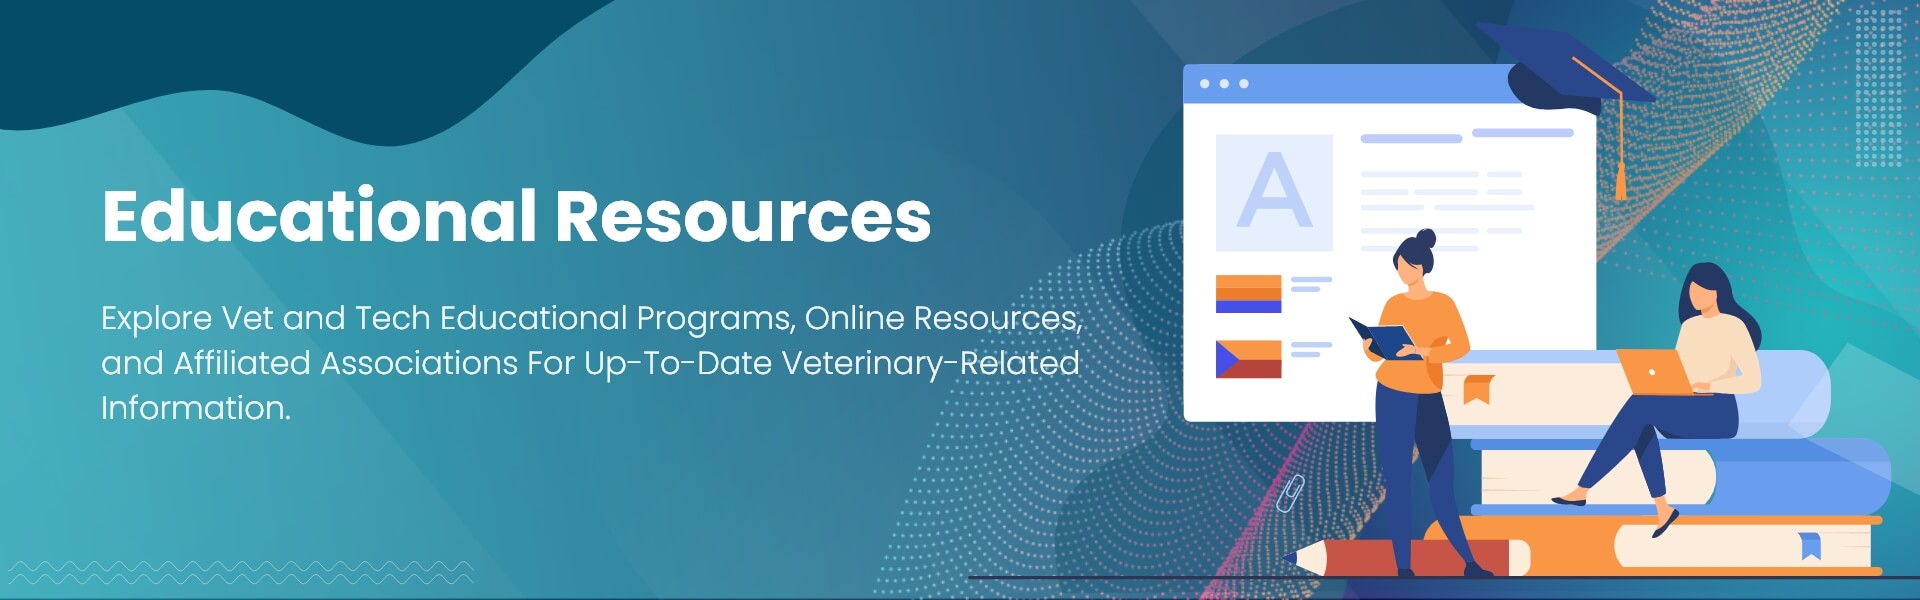 Educational Resources
Explore Vet and Tech Educational Programs, Online Resources,
and Affiliated Associations For Up-To-Date Veterinary-Related
Information.
A